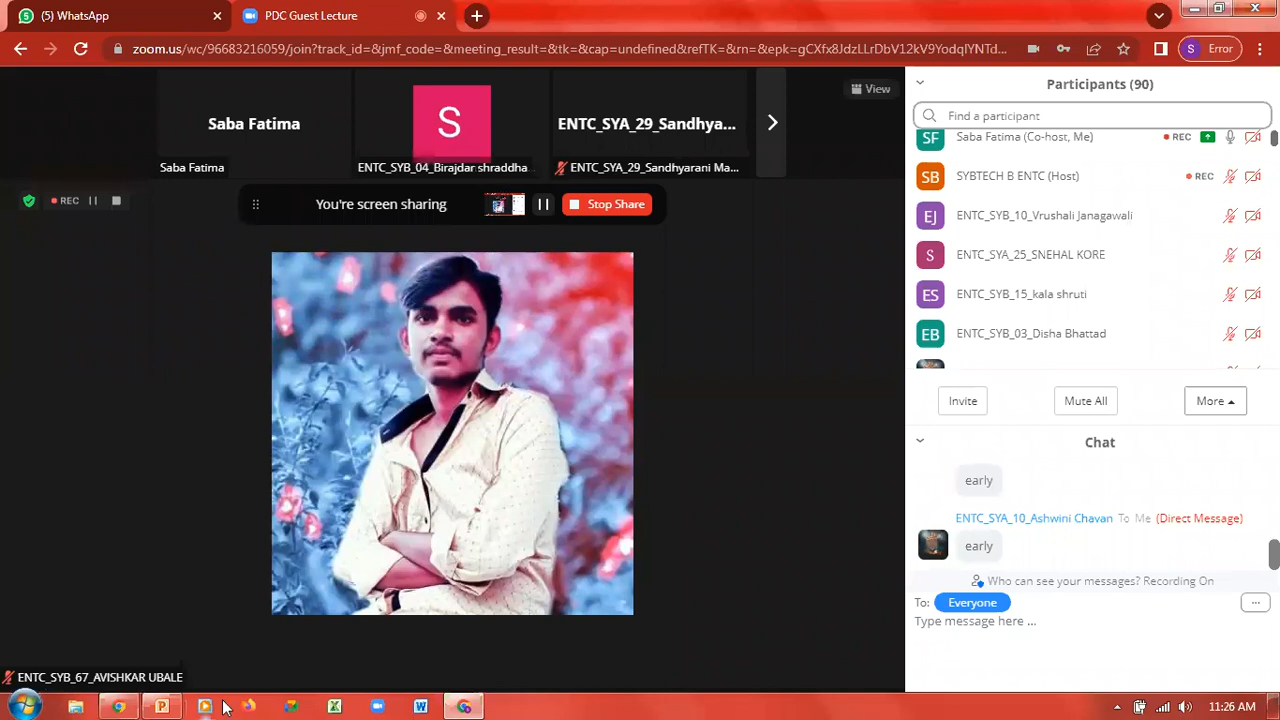 (5) WhatsApp
PDC Guest Lecture
zoom.us/wc/96683216059/join?track_id=&jmf_code=&meeting_result=&tk=&cap=undefined&refTK=&rn=&epk=gCXfx8JdzLLrDbV12kV9YodqlYNTd...
S Error
Saba Fatima
S
ENTC_SYA_29_Sandhya...
View
Saba Fatima
ENTC_SYB_04_Birajdar shraddha...
ENTC_SYA_29_Sandhyarani Ma...
REC
You're screen sharing
Stop Share
ENTC_SYB_67_AVISHKAR UBALE
Participants (90)
Find a participant
SF Saba Fatima (Co-host, Me) REC
SB SYBTECH B ENTC (Host) REC
EJ ENTC_SYB_10_Vrushali Janagawali
S ENTC_SYA_25_SNEHAL KORE
ES ENTC_SYB_15_kala shruti
EB ENTC_SYB_03_Disha Bhattad
Invite
Mute All
More
Chat
early
ENTC_SYA_10_Ashwini Chavan To Me (Direct Message)
early
Who can see your messages? Recording On
To: Everyone
...
Type message here ...
11:26 AM